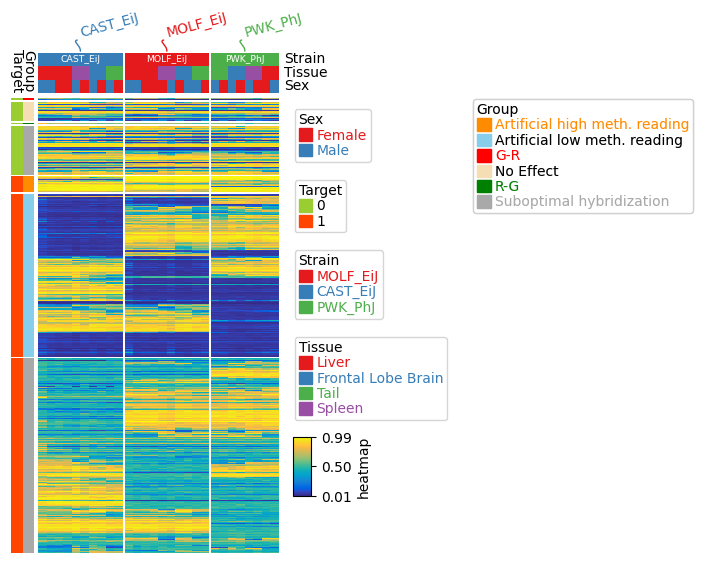 CAST_EiJ
MOLF_EiJ
PWK_PhJ
Target
Group
CAST_EiJ
MOLF_EiJ
PWK_PhJ
Strain
Tissue
Sex
Sex
Female
Male
Target
0
1
Strain
MOLF_EiJ
CAST_EiJ
PWK_PhJ
Tissue
Liver
Frontal Lobe Brain
Tail
Spleen
0.99
0.50
0.01
heatmap
Group
Artificial high meth. reading
Artificial low meth. reading
G-R
No Effect
R-G
Suboptimal hybridization